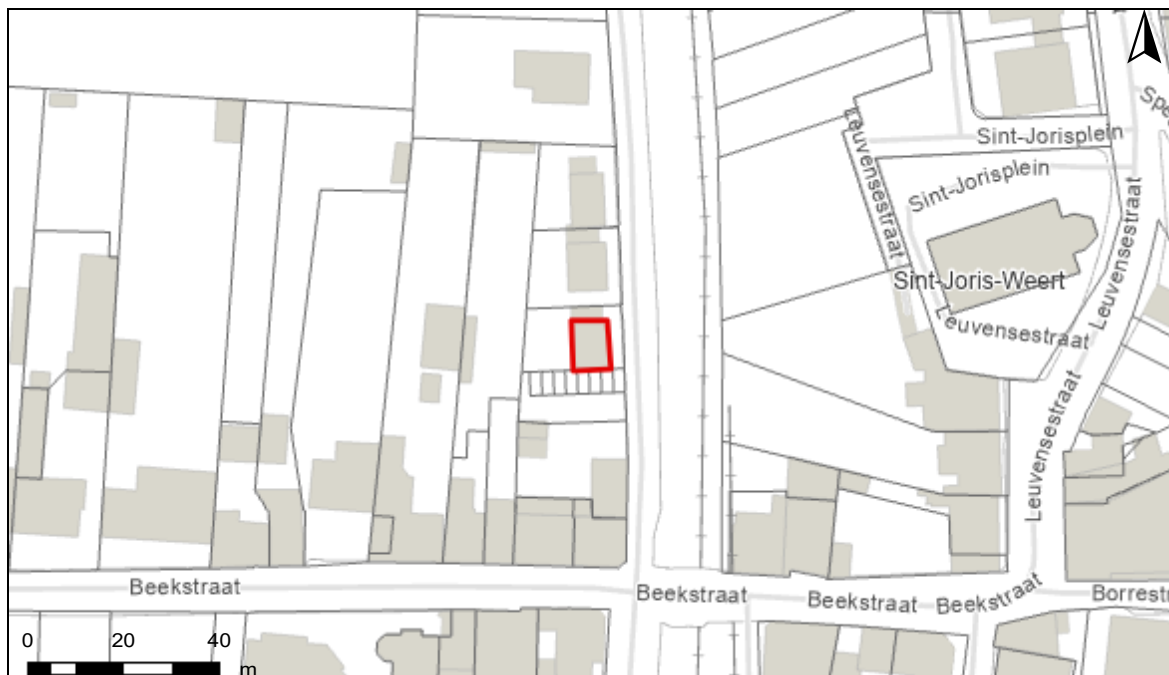 Sint-Jorisplein
Sint-Jorisplein
Leuvensestraat
Leuvensestraat
Sint-Joris-Weert
Leuvensestraat
Leuvensestraat
Leuvensestraat
Beekstraat
Beekstraat
Beekstraat
Beekstraat
Borrestr
0 20 40
m